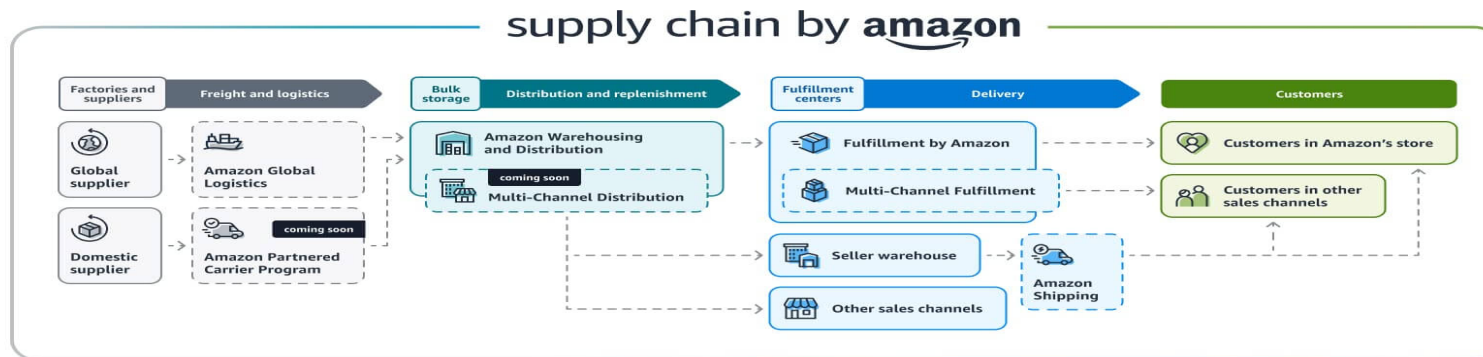 supply chain by amazon
Factories and
suppliers
Freight and logistics
Bulk
storage
Distribution and replenishment
Fulfillment
centers
Delivery
Customers
Global
supplier
Amazon Global
Logistics
Domestic
supplier
coming soon
Amazon Partnered
Carrier Program
Amazon Warehousing
and Distribution
coming soon
Multi-Channel Distribution
Fulfillment by Amazon
Multi-Channel Fulfillment
Seller warehouse
Amazon
Shipping
Other sales channels
Customers in Amazon's store
Customers in other
sales channels